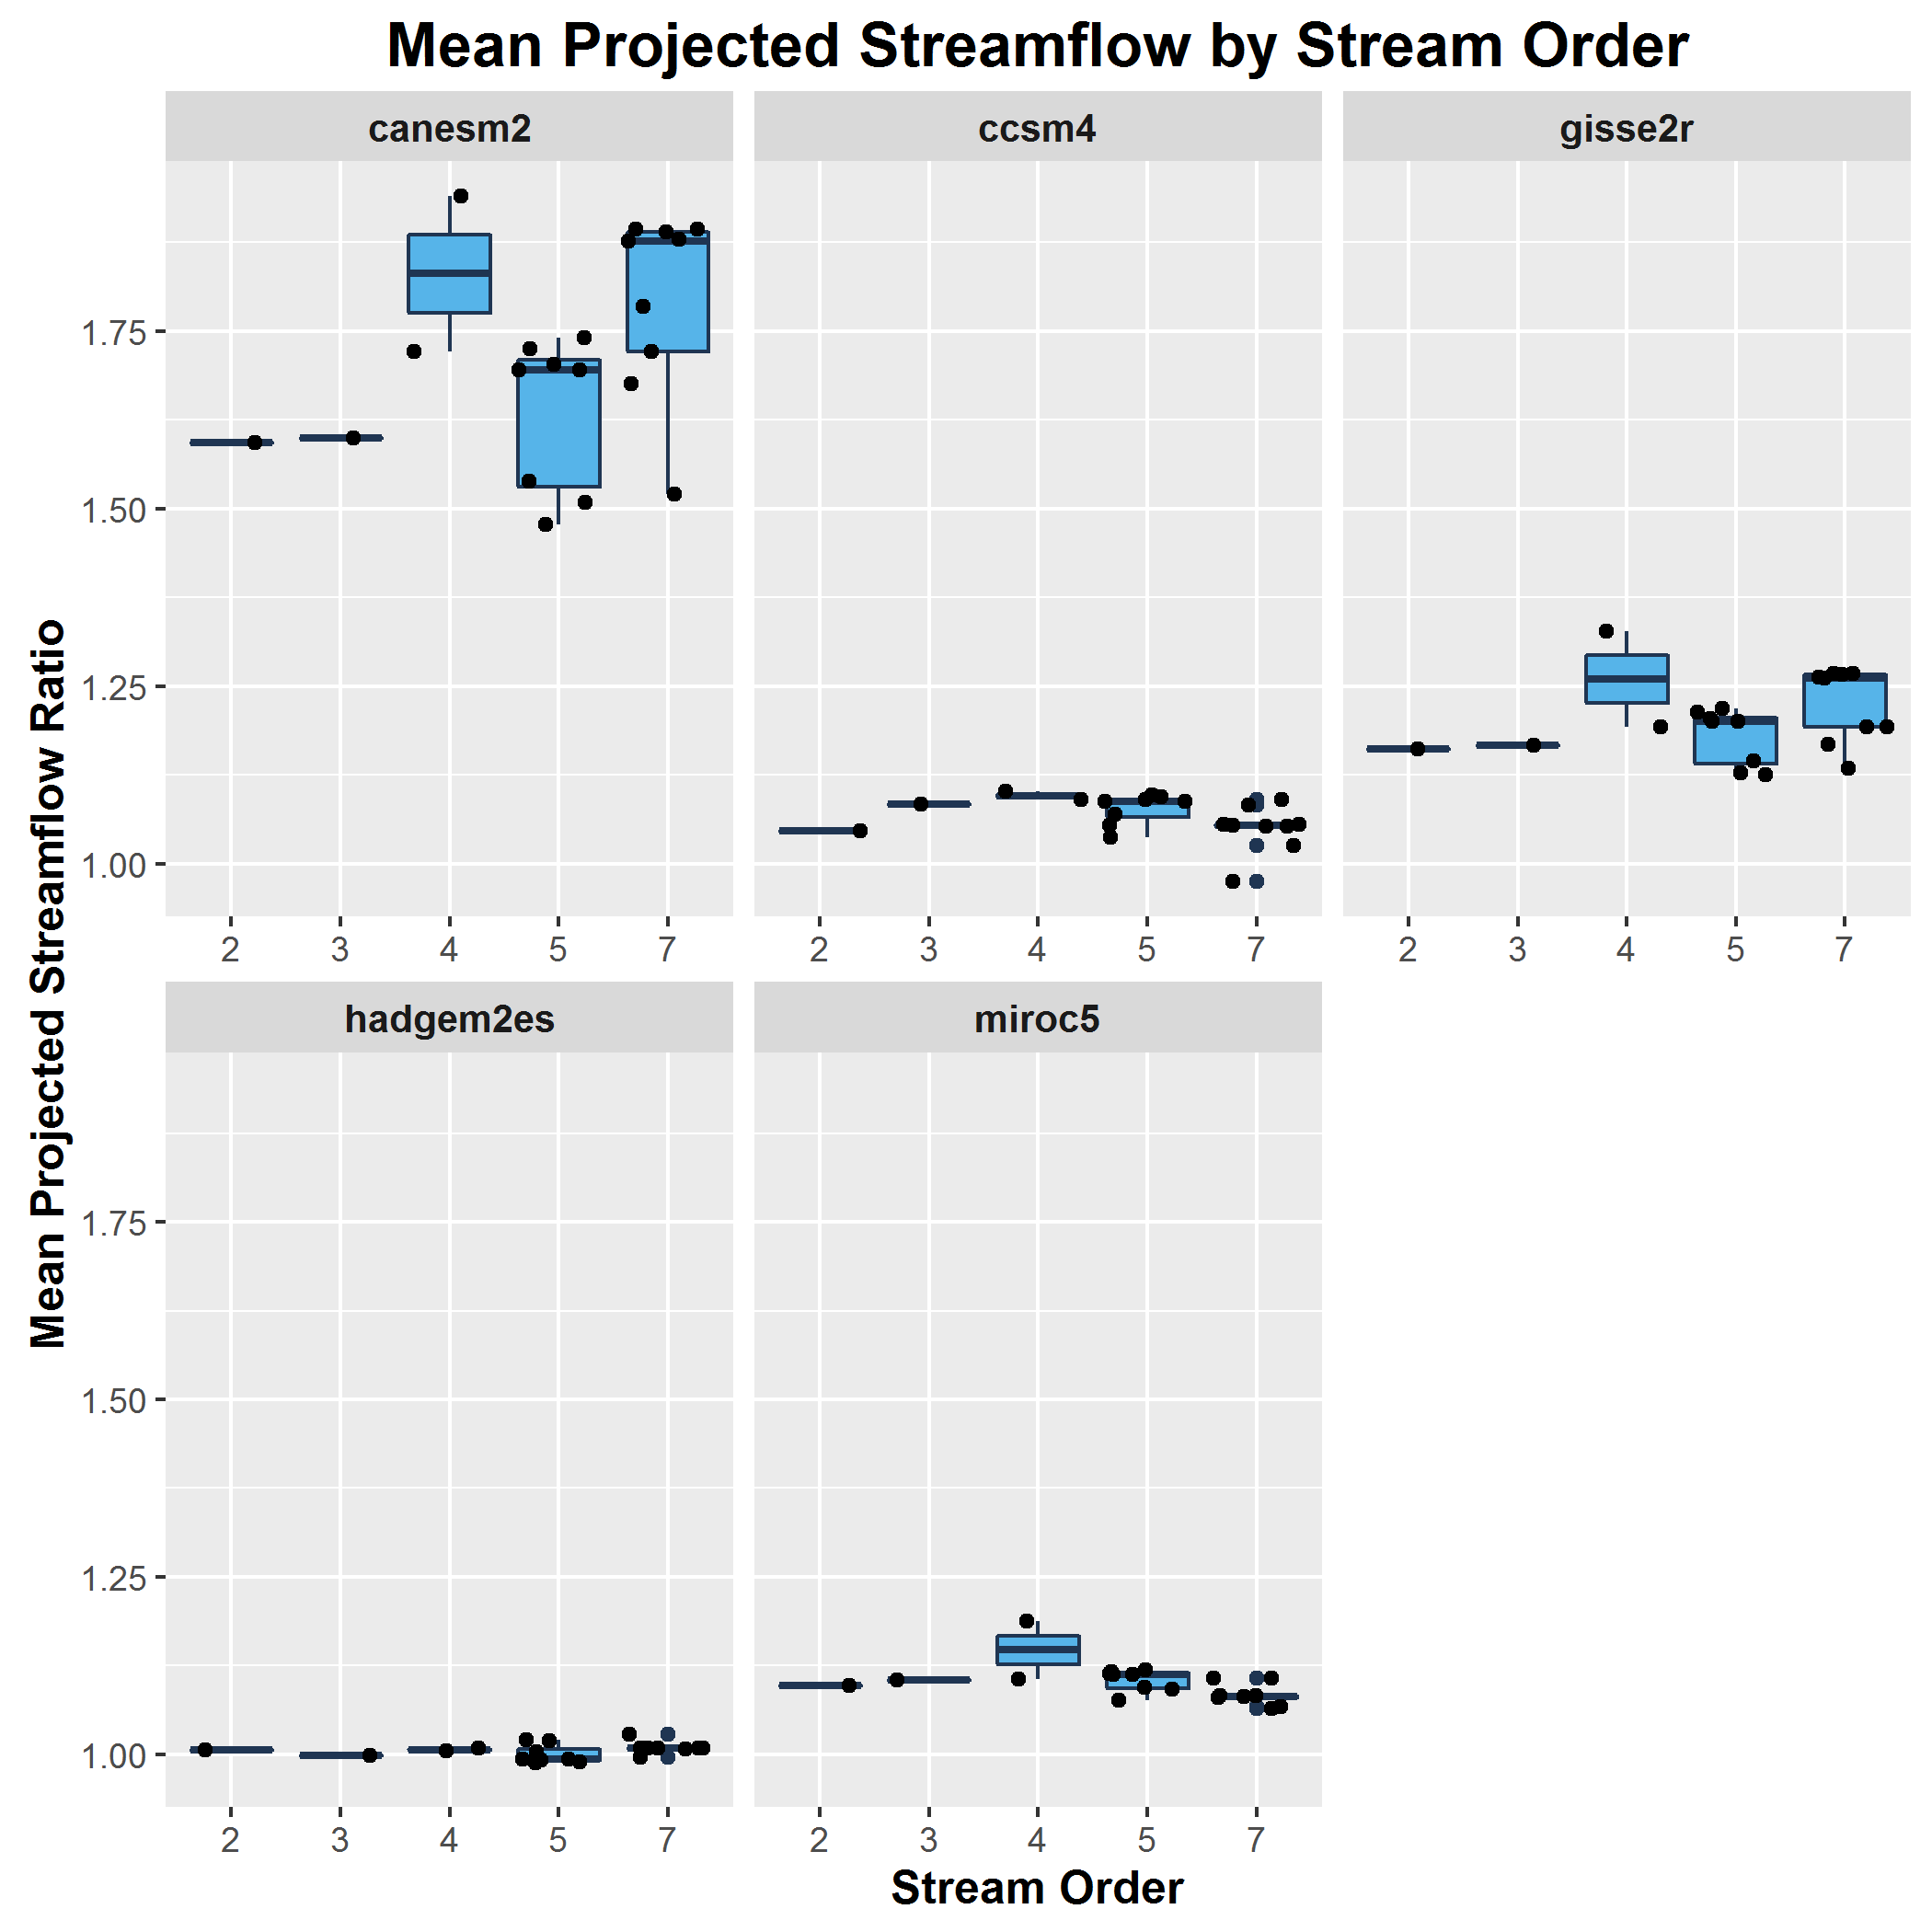 Mean Projected Streamflow by Stream Order
canesm2
ccsm4
gisse2r
Mean Projected Streamflow Ratio
1.75
1.50
1.25
1.00
2 3 4 5 7
2 3 4 5 7
2 3 4 5 7
hadgem2es
miroc5
1.75
1.50
1.25
1.00
2 3 4 5 7
2 3 4 5 7
Stream Order